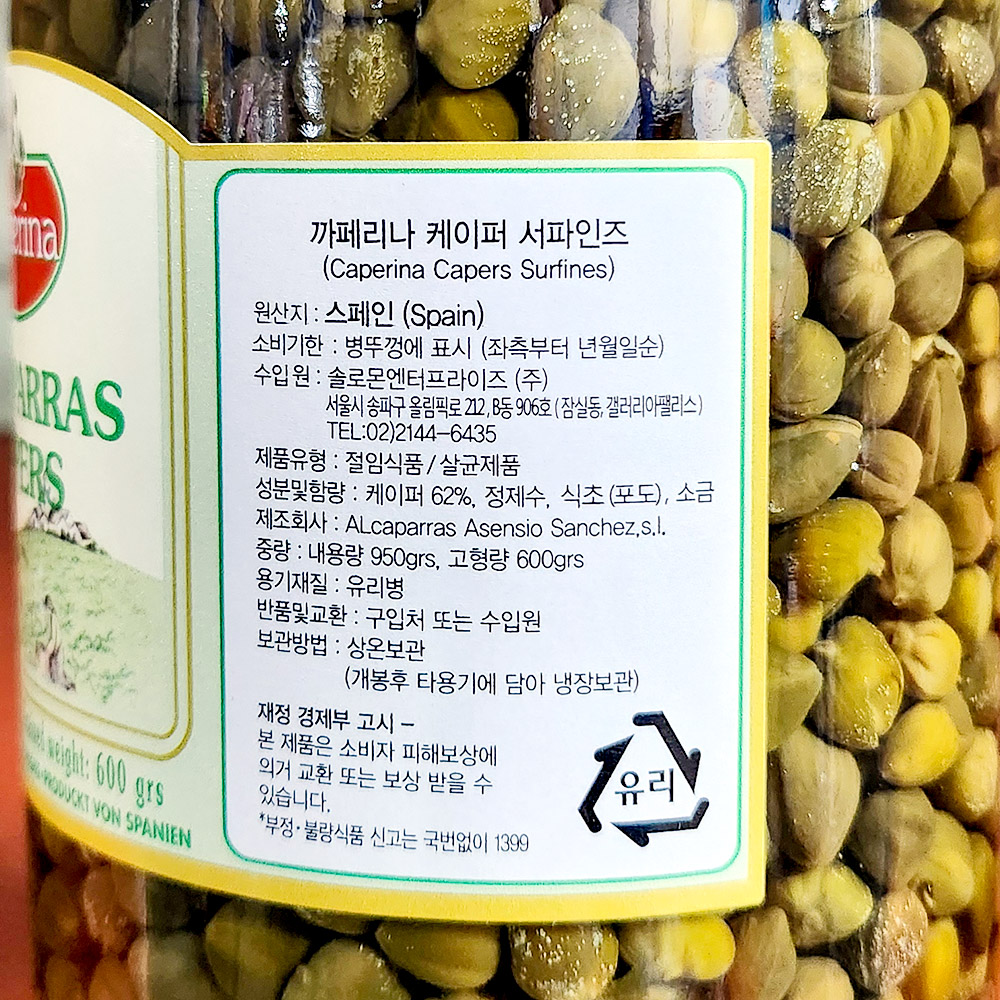 까페리나 케이퍼 서파인즈
(Caperina Capers Surfines)
원산지 : 스페인 (Spain)
소비기한 : 병뚜껑에 표시 (좌측부터 년월일순)
수입원 : 솔로몬엔터프라이즈 (주)
서울시 송파구 올림픽로 212, B동 906호 (잠실동, 갤러리아팰리스)
TEL:02)2144-6435
제품유형 : 절임식품 / 살균제품
성분및함량 : 케이퍼 62%, 정제수, 식초 (포도), 소금
제조회사 : ALcaparras Asensio Sanchez,s.l.
중량 : 내용량 950grs, 고형량 600grs
용기재질 : 유리병
반품및교환 : 구입처 또는 수입원
보관방법 : 상온보관
(개봉후 타용기에 담아 냉장보관)
재정 경제부 고시 -
본 제품은 소비자 피해보상에
의거 교환 또는 보상 받을 수
있습니다.
*부정·불량식품 신고는 국번없이 1399
유리
erina
ARRAS
ERS
weight: 600 grs
PRODUCKT VON SPANIEN